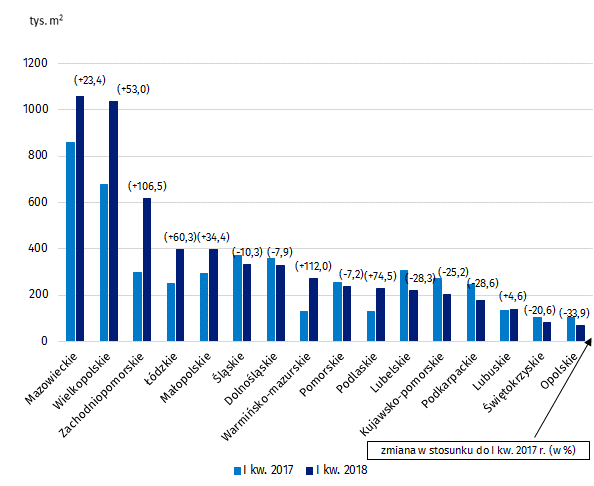 tys. m²
1200
1000
800
600
400
200
0
(+23,4)
(+53,0)
(+106,5)
(+60,3)
(+34,4)
(-10,3)
(-7,9)
(+112,0)
(-7,2)
(+74,5)
(-28,3)
(-25,2)
(-28,6)
(+4,6)
(-20,6)
(-33,9)
Mazowieckie
Wielkopolskie
Zachodniopomorskie
Łódzkie
Małopolskie
Śląskie
Dolnośląskie
Warmińsko-mazurskie
Pomorskie
Podlaskie
Lubelskie
Kujawsko-pomorskie
Podkarpackie
Lubuskie
Świętokrzyskie
Opolskie
zmiana w stosunku do I kw. 2017 r. (w %)
I kw. 2017
I kw. 2018